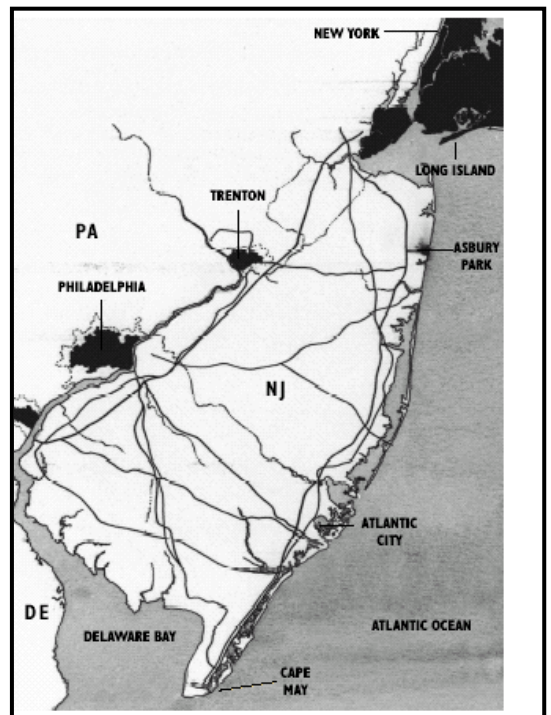 NEW YORK
LONG ISLAND
TRENTON
PA
ASBURY
PARK
PHILADELPHIA
NJ
ATLANTIC
CITY
DE
DELAWARE BAY
ATLANTIC OCEAN
CAPE
MAY